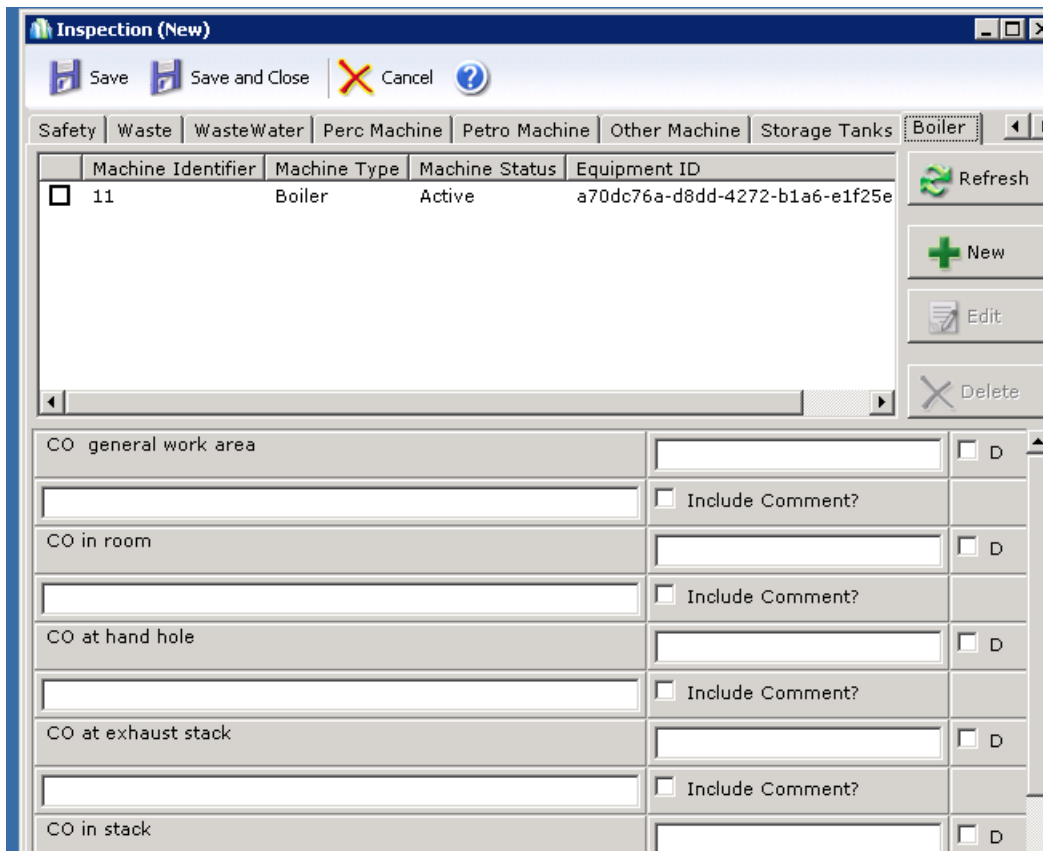 Inspection (New)
Save Save and Close Cancel ?
Safety Waste WasteWater Perc Machine Petro Machine Other Machine Storage Tanks Boiler
Machine Identifier Machine Type Machine Status Equipment ID
11 Boiler Active a70dc76a-d8dd-4272-b1a6-e1f25e
Refresh
New
Edit
Delete
CO general work area D
Include Comment?
CO in room D
Include Comment?
CO at hand hole D
Include Comment?
CO at exhaust stack D
Include Comment?
CO in stack D